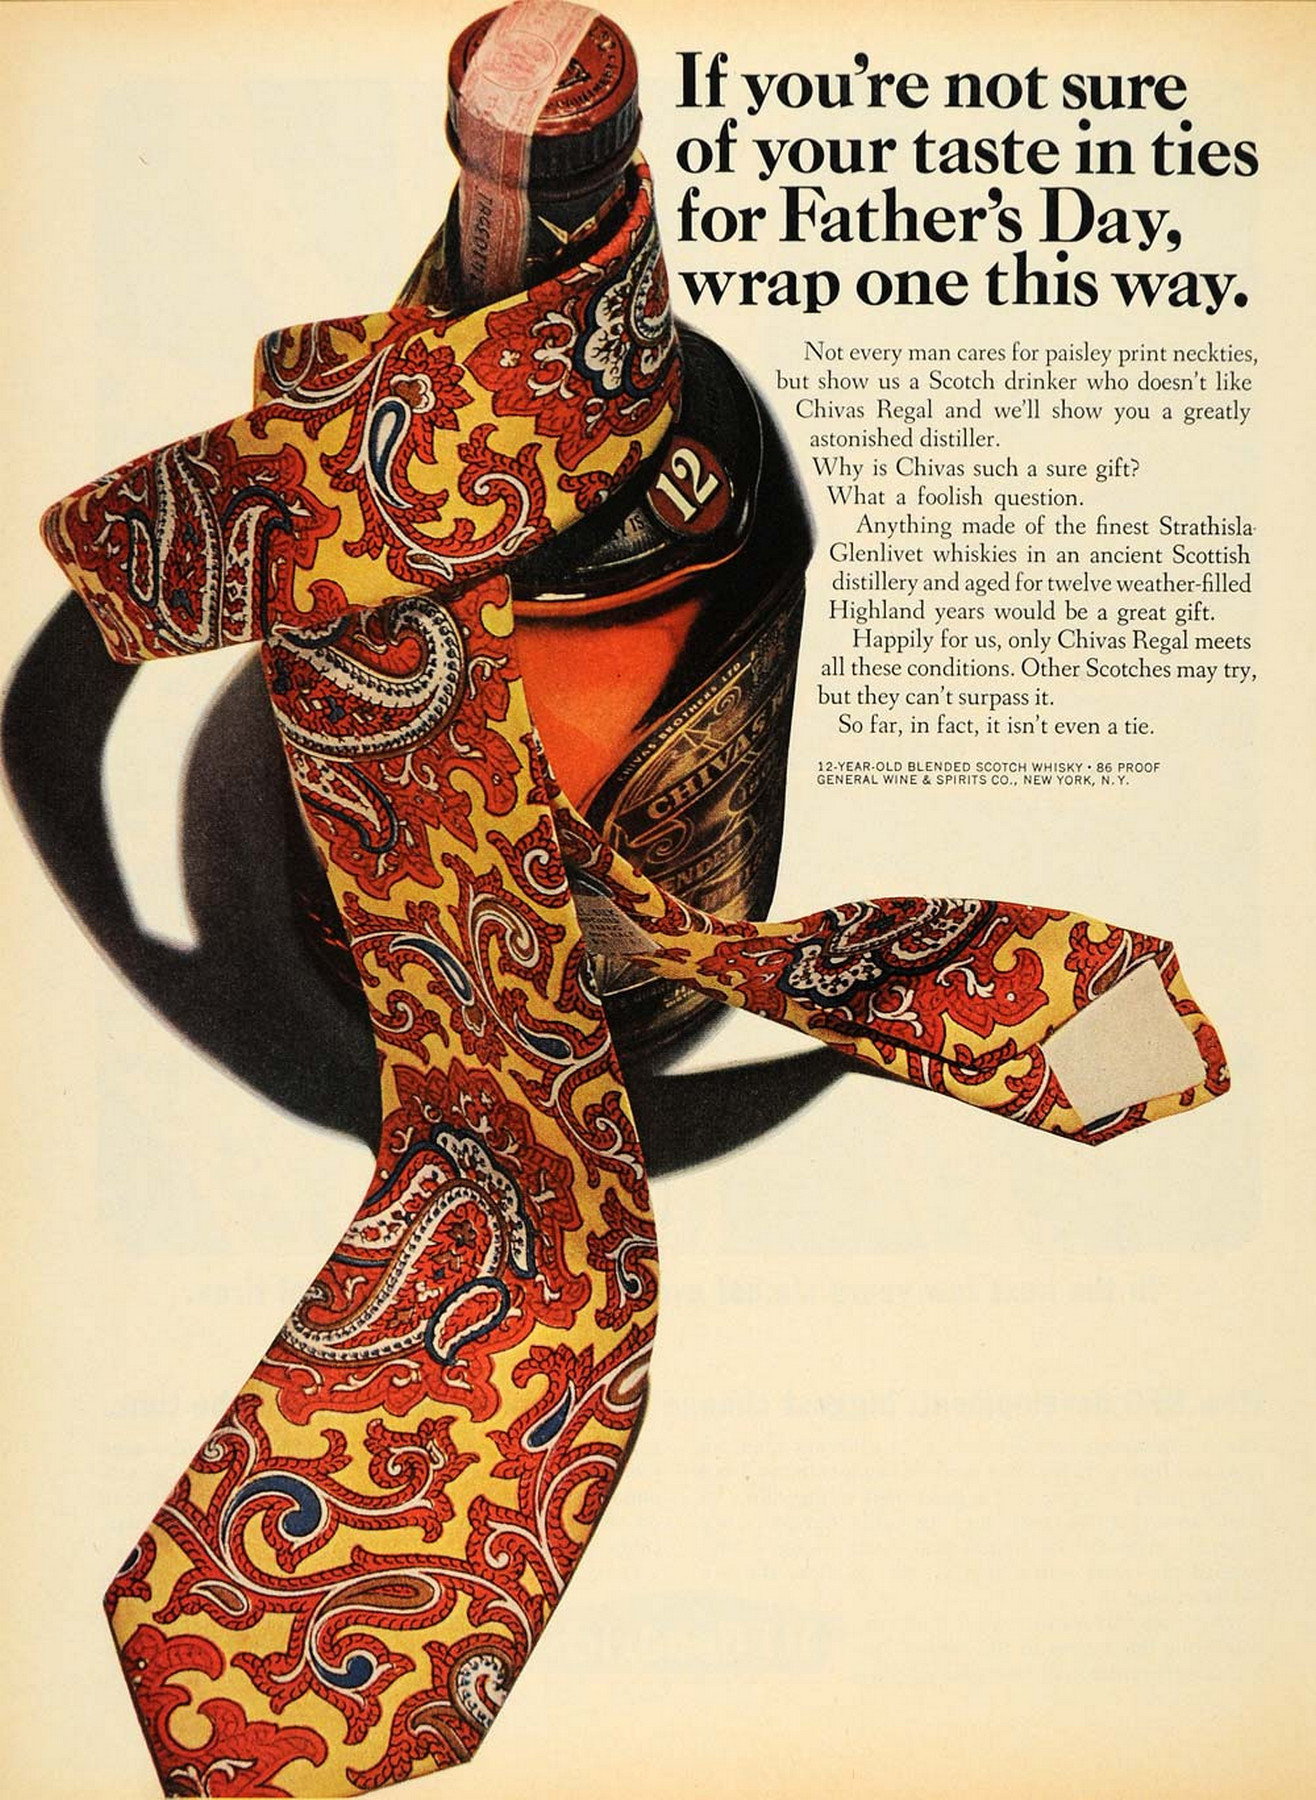 If you're not sure
of your taste in ties
for Father's Day,
wrap one this way.
Not every man cares for paisley print neckties,
but show us a Scotch drinker who doesn't like
Chivas Regal and we'll show you a greatly
astonished distiller.
Why is Chivas such a sure gift?
What a foolish question.
Anything made of the finest Strathisla-
Glenlivet whiskies in an ancient Scottish
distillery and aged for twelve weather-filled
Highland years would be a great gift.
Happily for us, only Chivas Regal meets
all these conditions. Other Scotches may try,
but they can't surpass it.
So far, in fact, it isn't even a tie.
12-YEAR-OLD BLENDED SCOTCH WHISKY • 86 PROOF
GENERAL WINE & SPIRITS CO., NEW YORK, N.Y.
12
CHIVAS BROTHERS LTD
CHIVAS